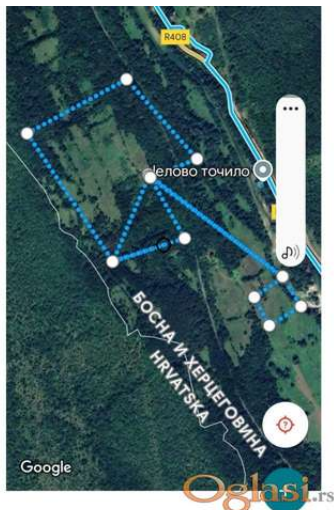 R408
Челово точило
БОСНА И ХЕРЦЕГОВИНА
HRVATSKA
Google
Oglasi.rs